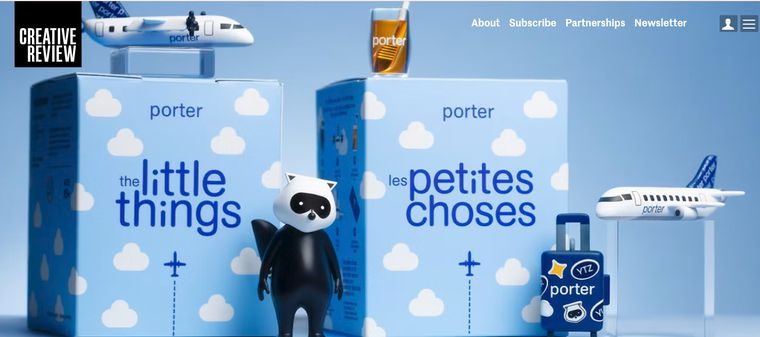 CREATIVE
REVIEW
About Subscribe Partnerships Newsletter
porter
porter
porter
the little
things
porter
les petites
choses
porter
YTZ
porter